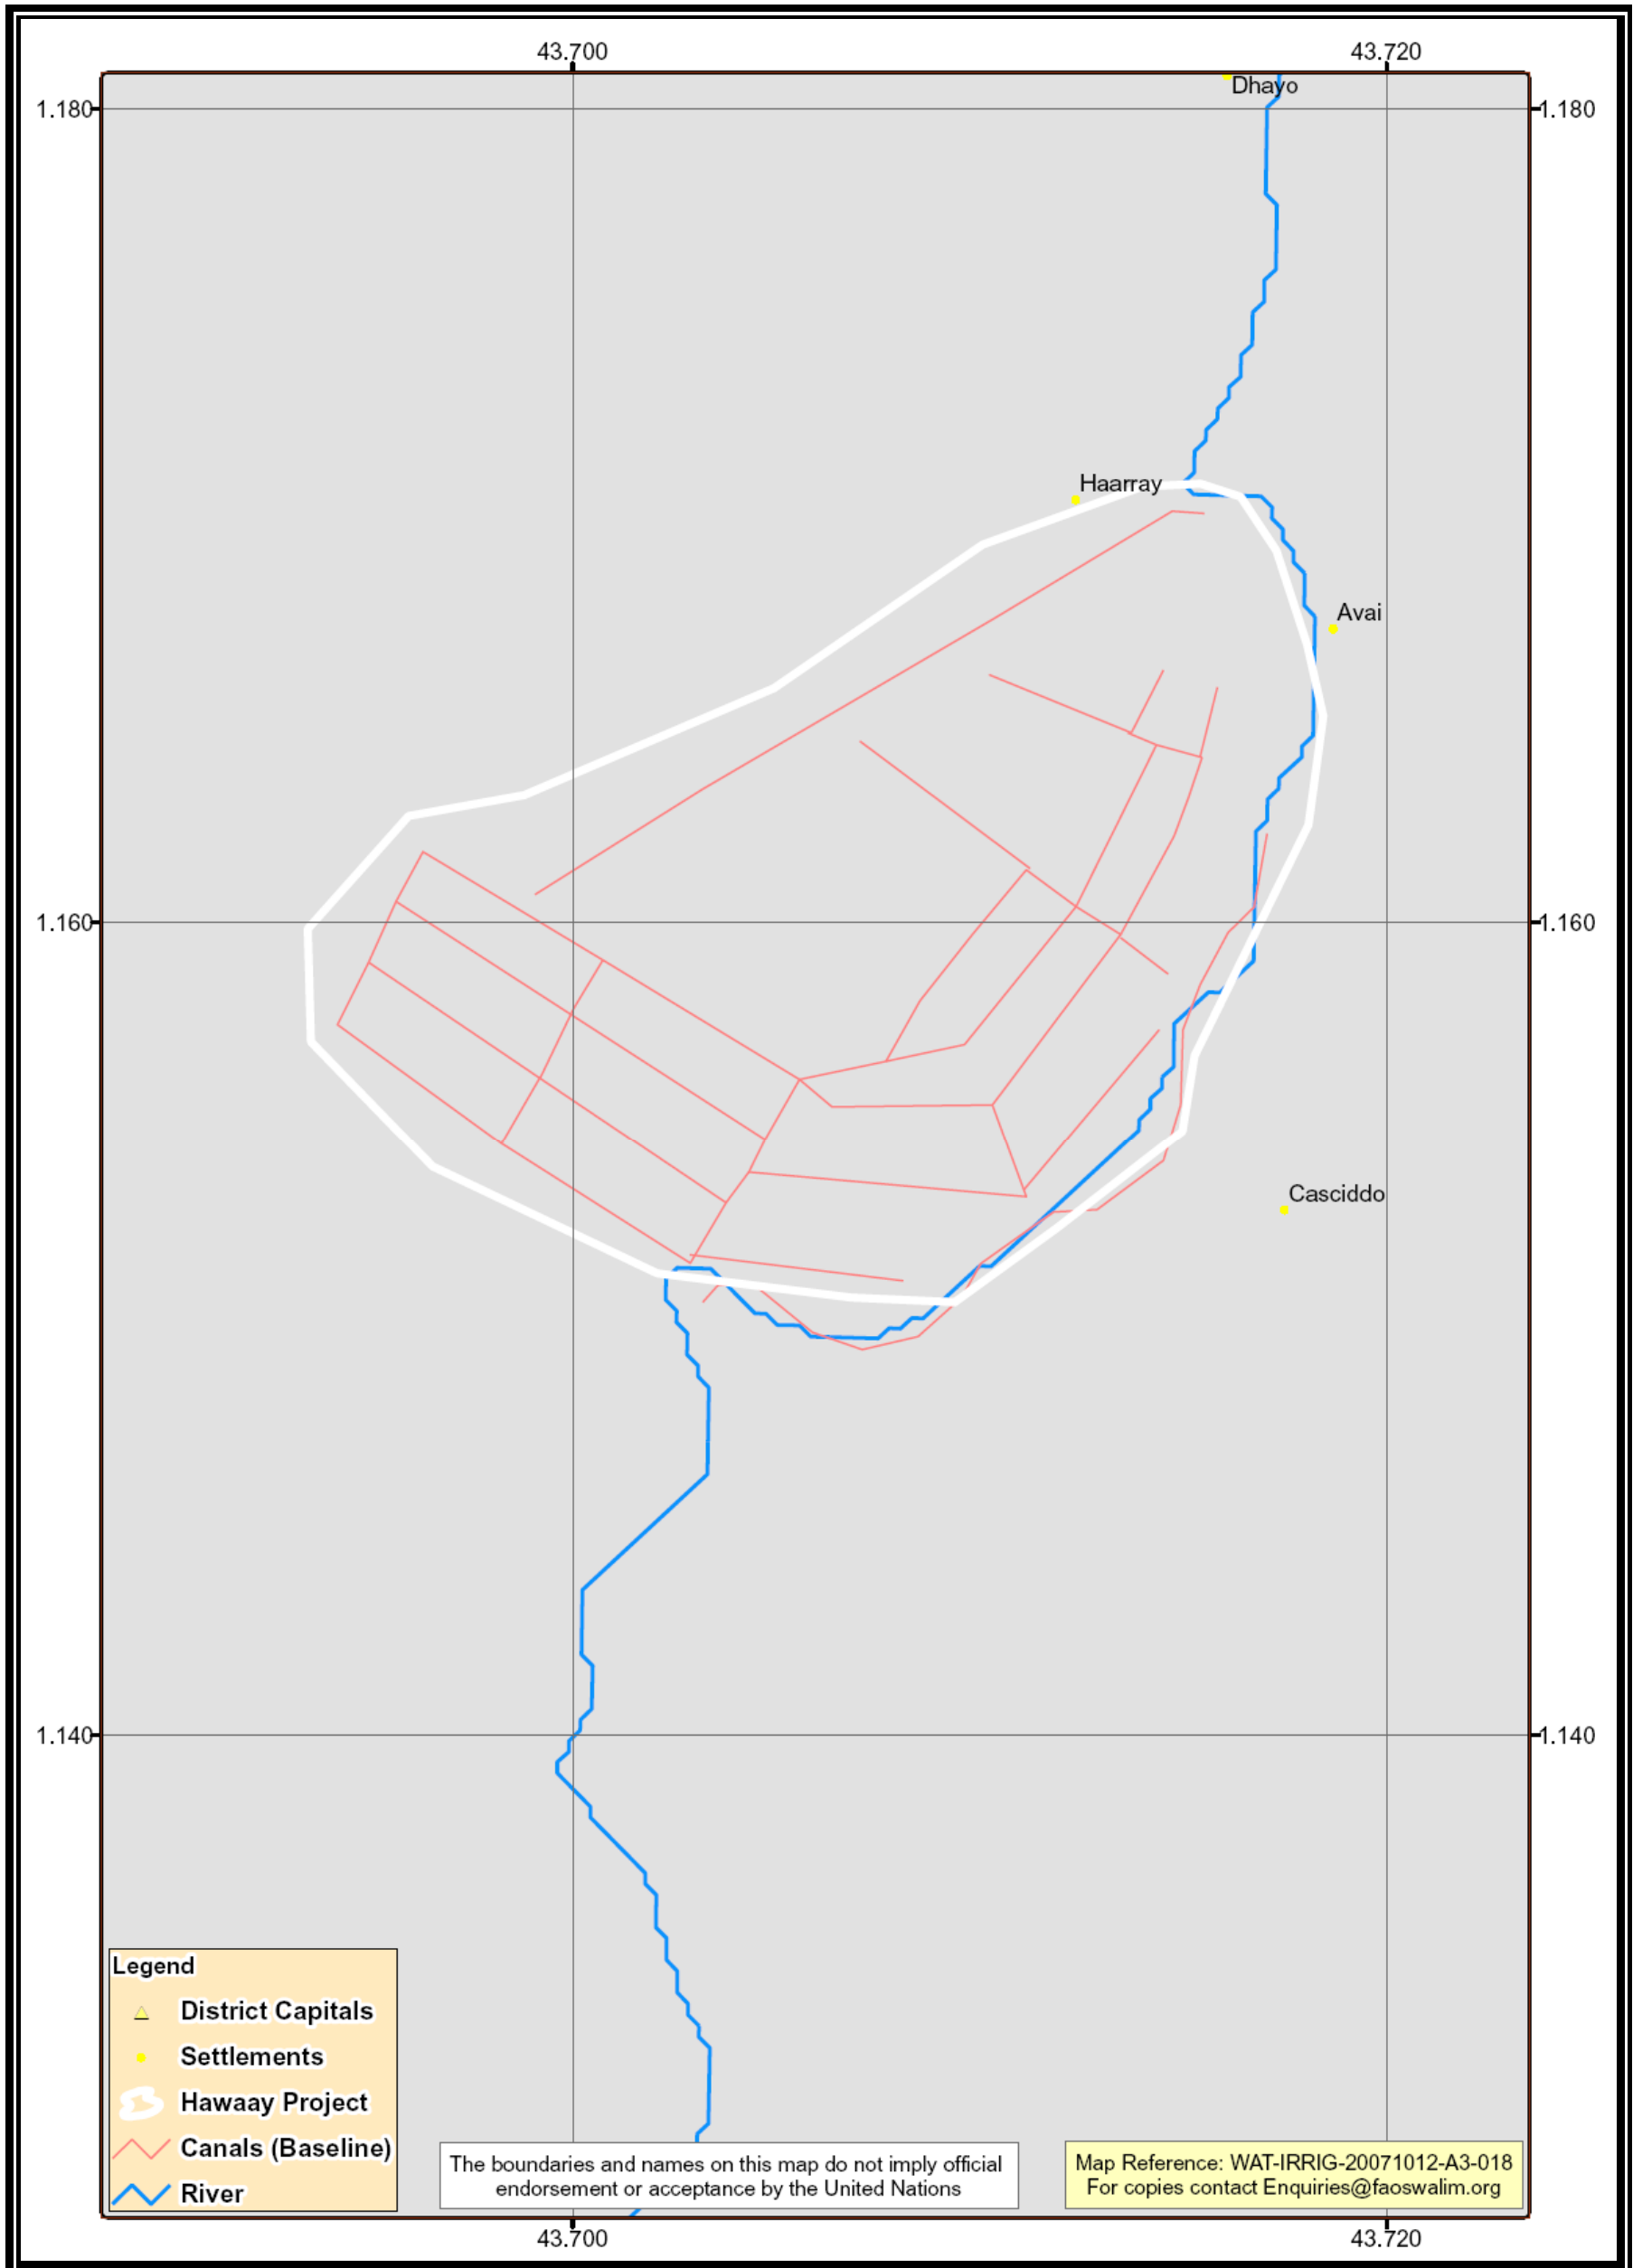 43.700
43.720
Dhayo
1.180
1.180
Haarray
Avai
1.160
1.160
Casciddo
1.140
1.140
Legend
District Capitals
Settlements
Hawaay Project
Canals (Baseline)
River
The boundaries and names on this map do not imply official
endorsement or acceptance by the United Nations
Map Reference: WAT-IRRIG-20071012-A3-018
For copies contact Enquiries@faoswalim.org
43.700
43.720